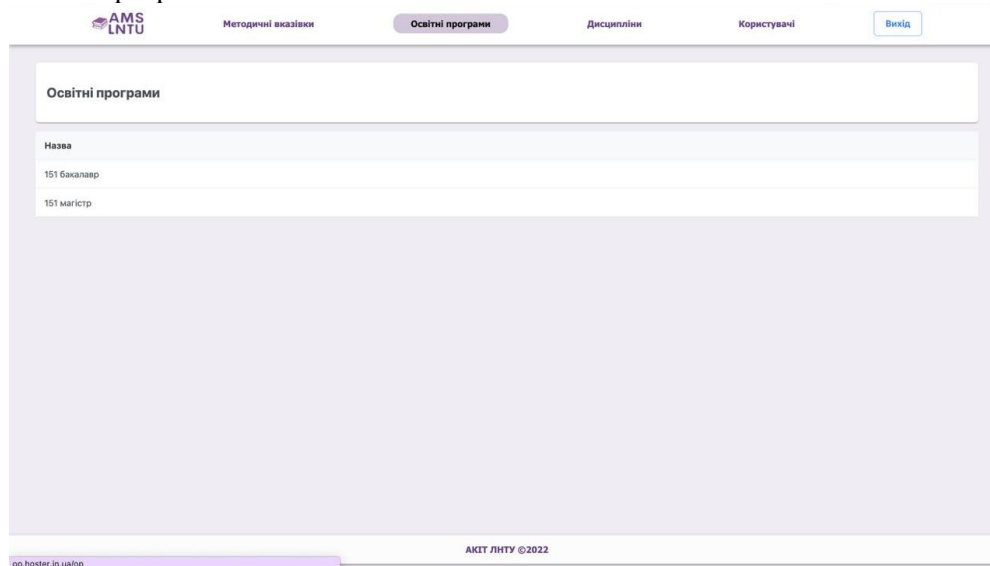 AMS
LNTU
Методичні вказівки
Освітні програми
Дисципліни
Користувачі
Вихід
Освітні програми
Назва
151 бакалавр
151 магістр
АКІТ ЛНТУ ©2022
oo.hoster.in.ua/op